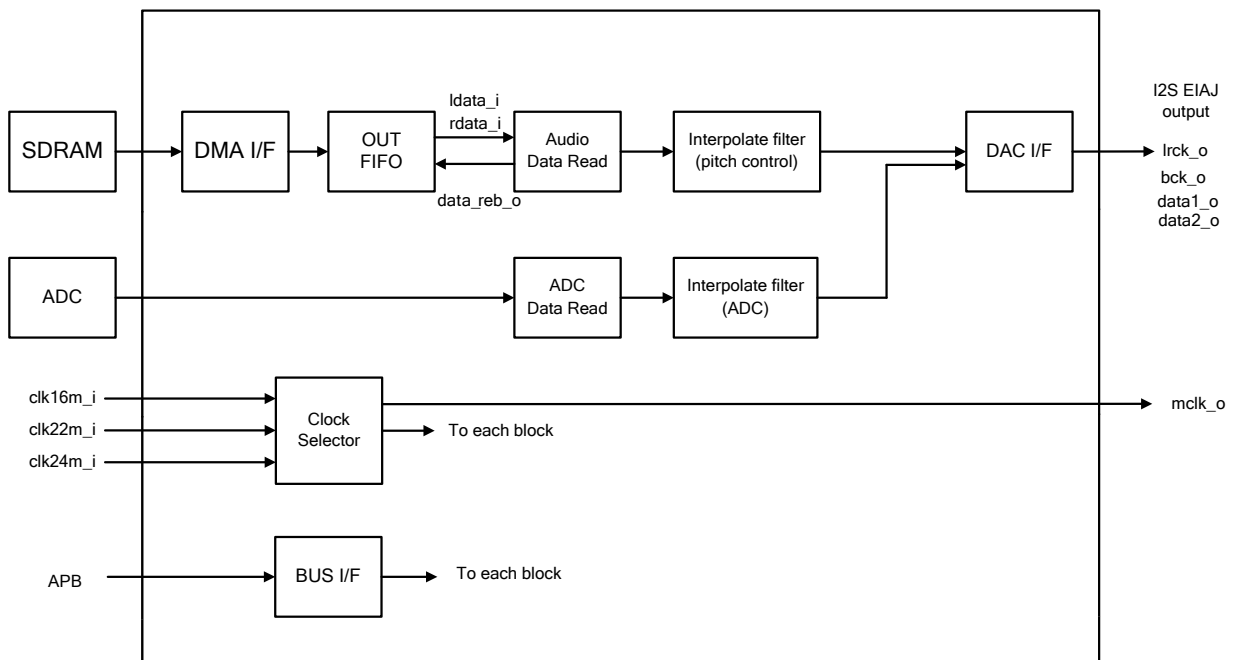 I2S EIAJ
output
ldata_i
rdata_i
SDRAM
DMA I/F
OUT
FIFO
Audio
Data Read
Interpolate filter
(pitch control)
DAC I/F
lrck_o
bck_o
data1_o
data2_o
data_reb_o
ADC
ADC
Data Read
Interpolate filter
(ADC)
clk16m_i
clk22m_i
clk24m_i
Clock
Selector
To each block
mclk_o
APB
BUS I/F
To each block